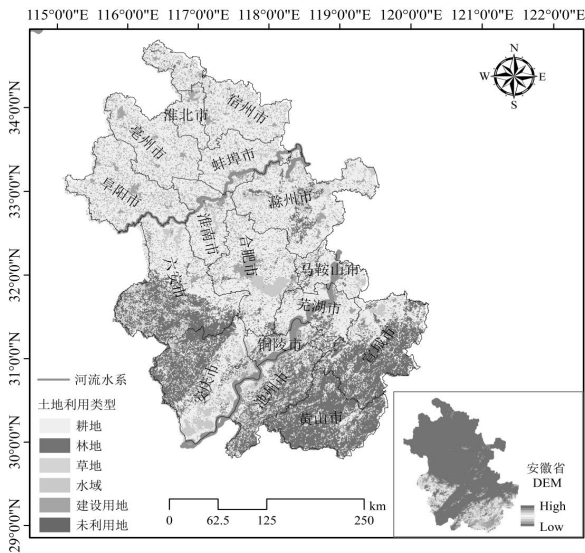 115°0'0"E 116°0'0"E 117°0'0"E 118°0'0"E 119°0'0"E 120°0'0"E 121°0'0"E 122°0'0"E
34°0'0"N
33°0'0"N
32°0'0"N
31°0'0"N
30°0'0"N
29°0'0"N
N
W
E
S
宿州市
淮北市
亳州市
蚌埠市
阜阳市
滁州市
淮南市
合肥市
六安市
马鞍山市
芜湖市
宣城市
铜陵市
安庆市
池州市
黄山市
河流水系
土地利用类型
耕地
林地
草地
水域
建设用地
未利用地
km
0 62.5 125 250
安徽省
DEM
High
Low